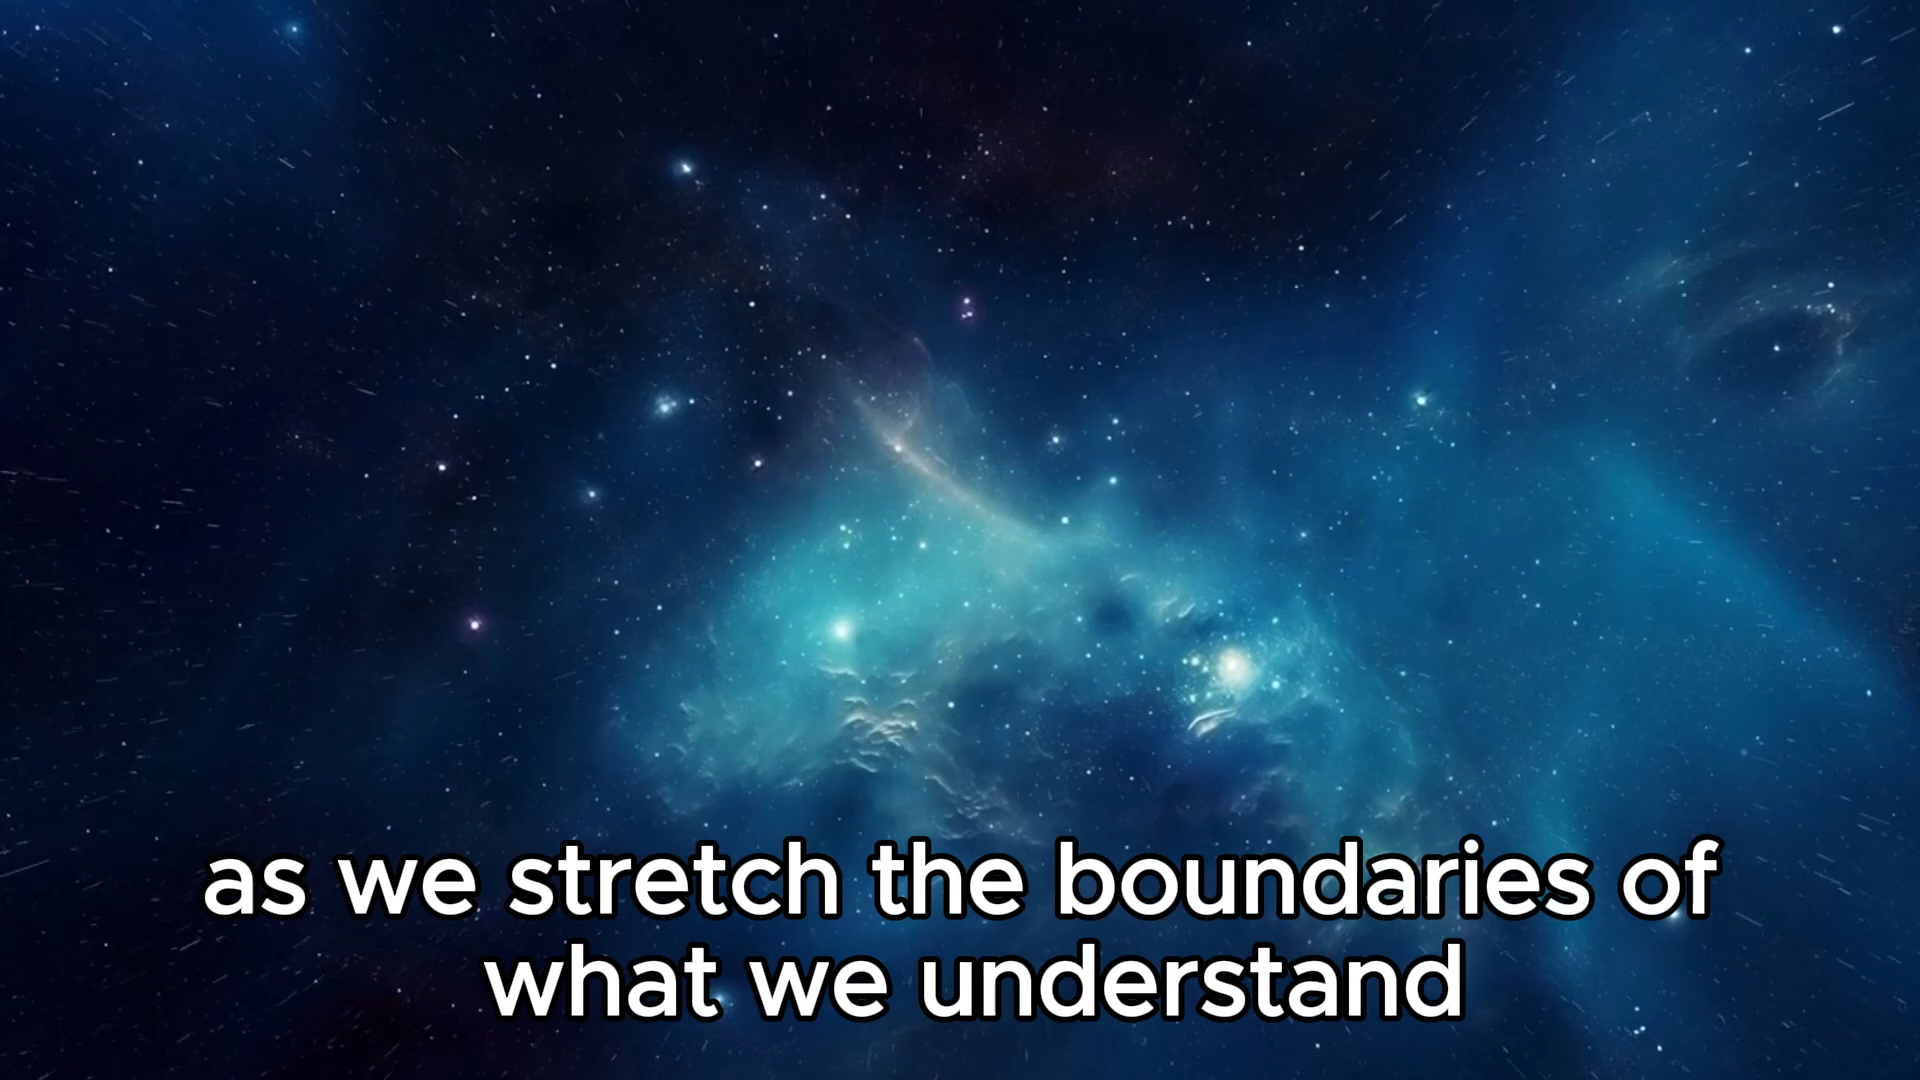 as we stretch the boundaries of
what we understand